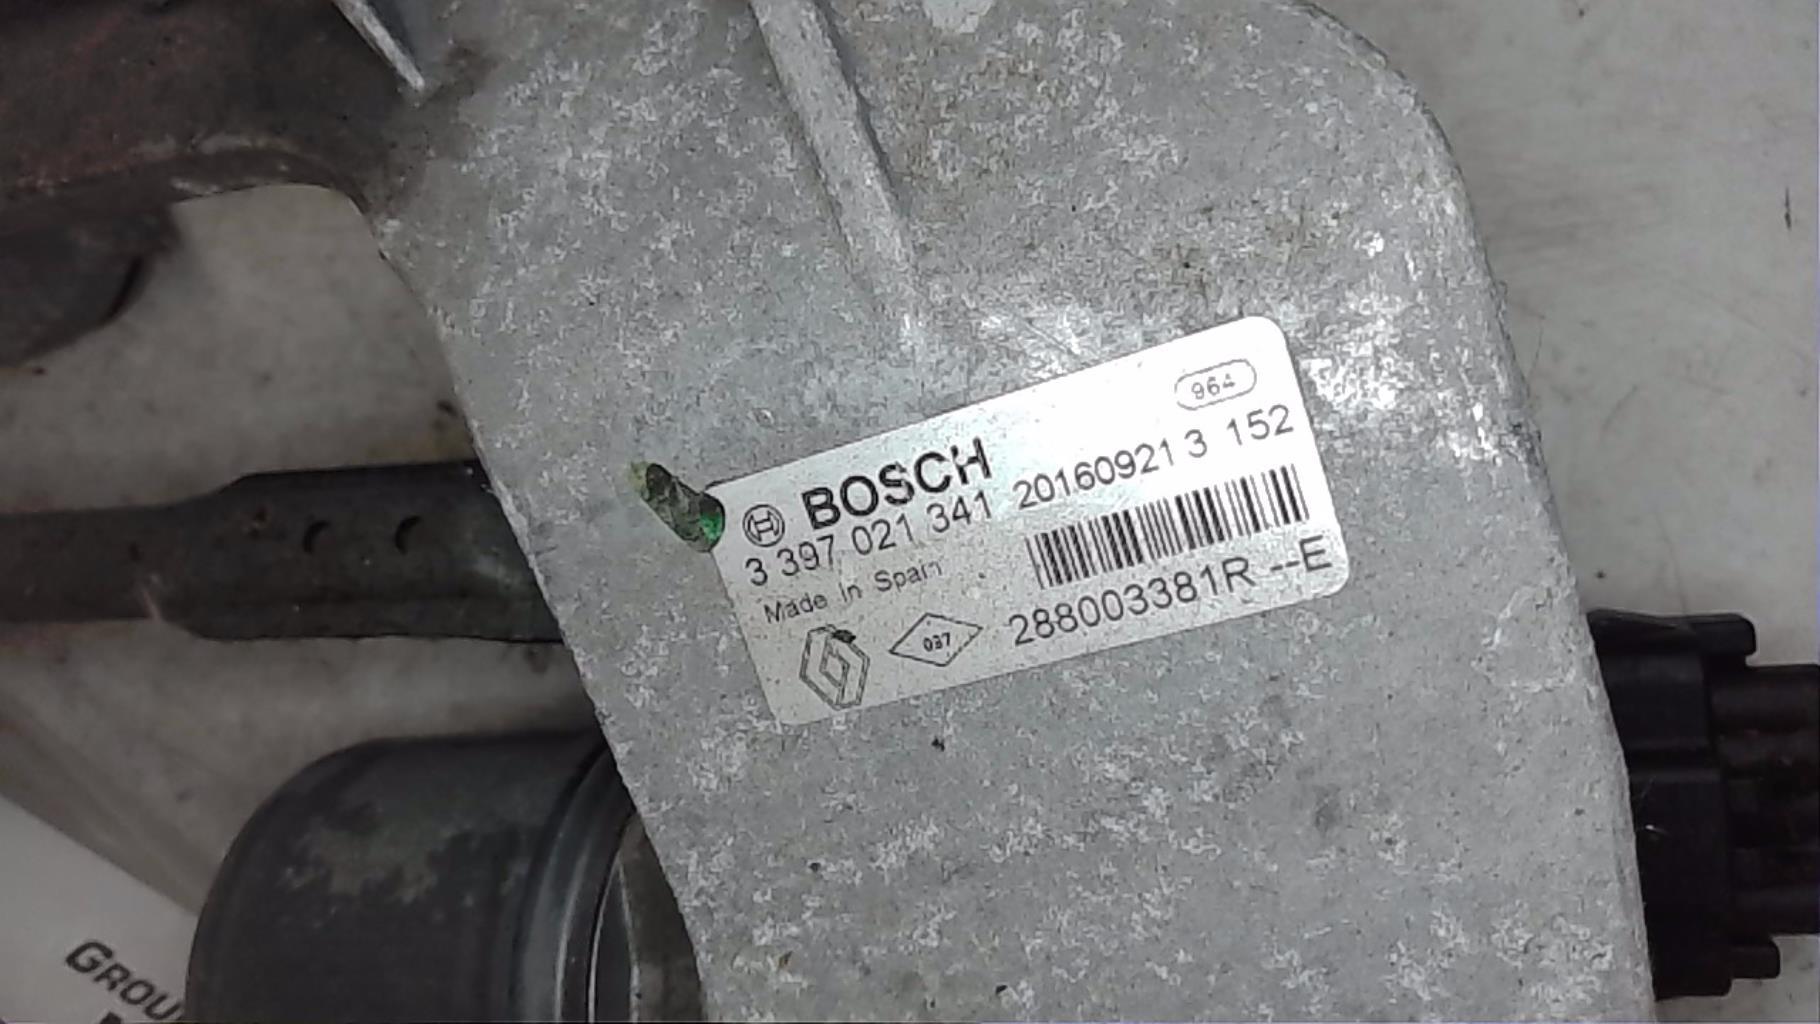 964
BOSCH
3 397 021 341 20160921 3 152
Made in Spain
037 288003381R --E
GROU